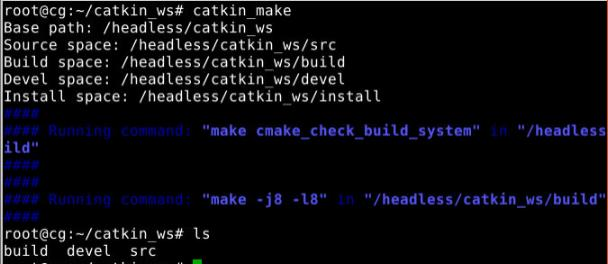 root@cg:~/catkin_ws# catkin_make
Base path: /headless/catkin_ws
Source space: /headless/catkin_ws/src
Build space: /headless/catkin_ws/build
Devel space: /headless/catkin_ws/devel
Install space: /headless/catkin_ws/install
####
#### Running command: "make cmake_check_build_system" in "/headless
ild"
####
####
#### Running command: "make -j8 -l8" in "/headless/catkin_ws/build"
####
root@cg:~/catkin_ws# ls
build  devel  src